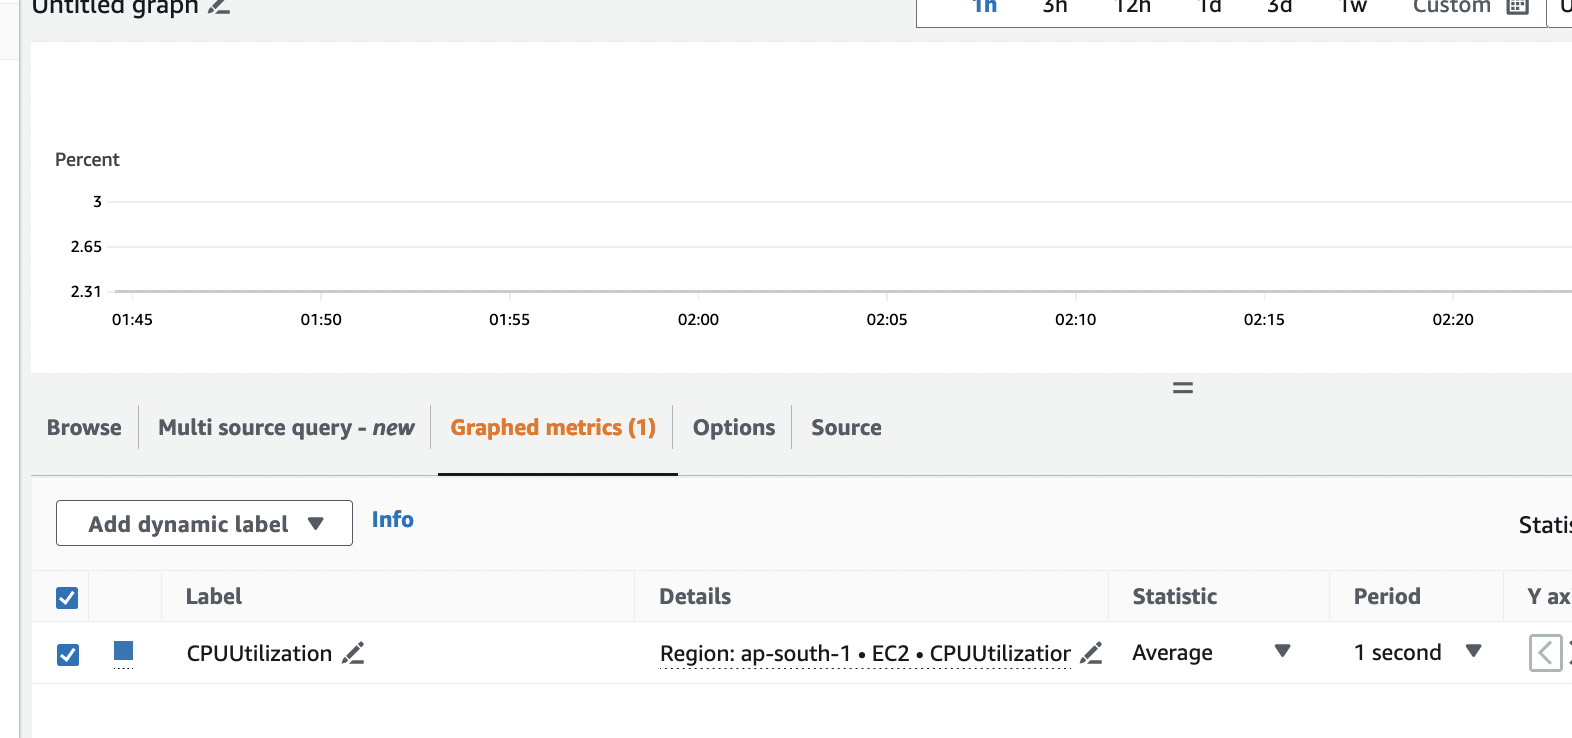 Untitled graph
1h 3h 12h 1d 3d 1w Custom
Percent
3
2.65
2.31
01:45 01:50 01:55 02:00 02:05 02:10 02:15 02:20
Browse Multi source query - new Graphed metrics (1) Options Source
Add dynamic label Info
Statis
Label Details Statistic Period Y ax
CPUUtilization Region: ap-south-1 • EC2 • CPUUtilization Average 1 second